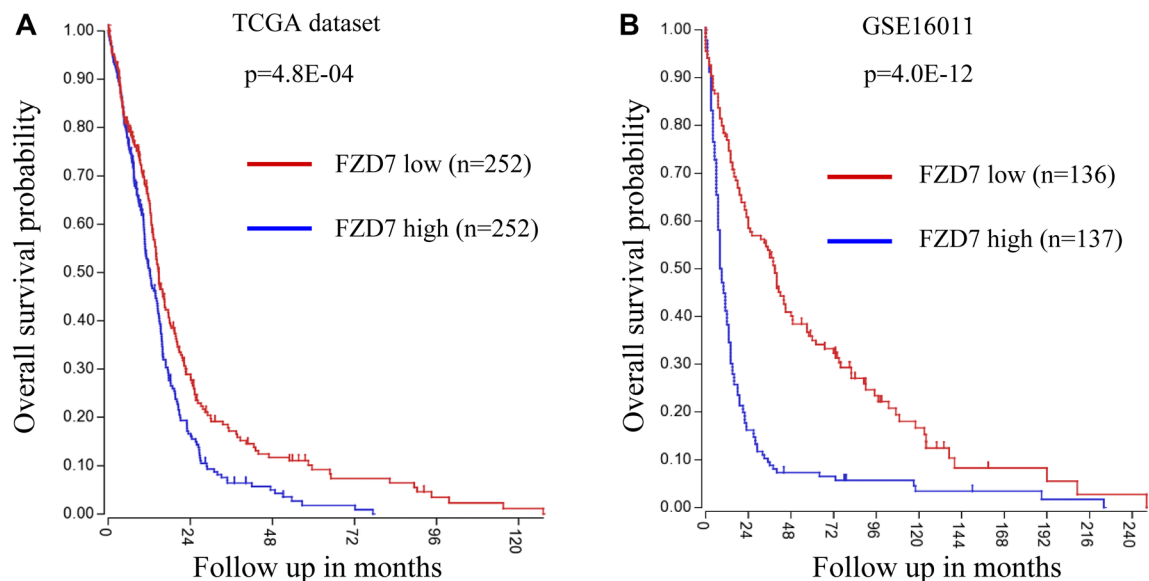 A
TCGA dataset
p=4.8E-04
FZD7 low (n=252)
FZD7 high (n=252)
Overall survival probability
1.00
0.90
0.80
0.70
0.60
0.50
0.40
0.30
0.20
0.10
0.00
0 24 48 72 96 120
Follow up in months
B
GSE16011
p=4.0E-12
FZD7 low (n=136)
FZD7 high (n=137)
Overall survival probability
1.00
0.90
0.80
0.70
0.60
0.50
0.40
0.30
0.20
0.10
0.00
0 24 48 72 96 120 144 168 192 216 240
Follow up in months